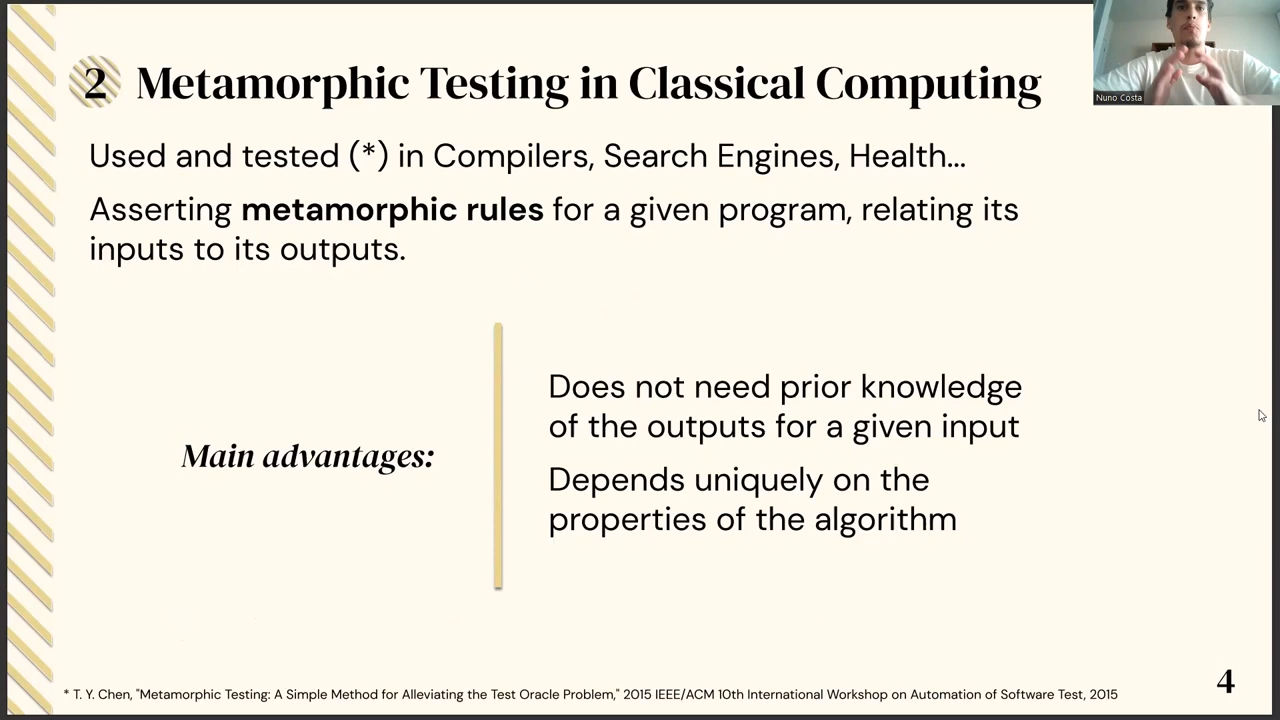 2 Metamorphic Testing in Classical Computing
Nuno Costa
Used and tested (*) in Compilers, Search Engines, Health...
Asserting metamorphic rules for a given program, relating its
inputs to its outputs.
Main advantages:
Does not need prior knowledge
of the outputs for a given input
Depends uniquely on the
properties of the algorithm
* T. Y. Chen, "Metamorphic Testing: A Simple Method for Alleviating the Test Oracle Problem," 2015 IEEE/ACM 10th International Workshop on Automation of Software Test, 2015
4